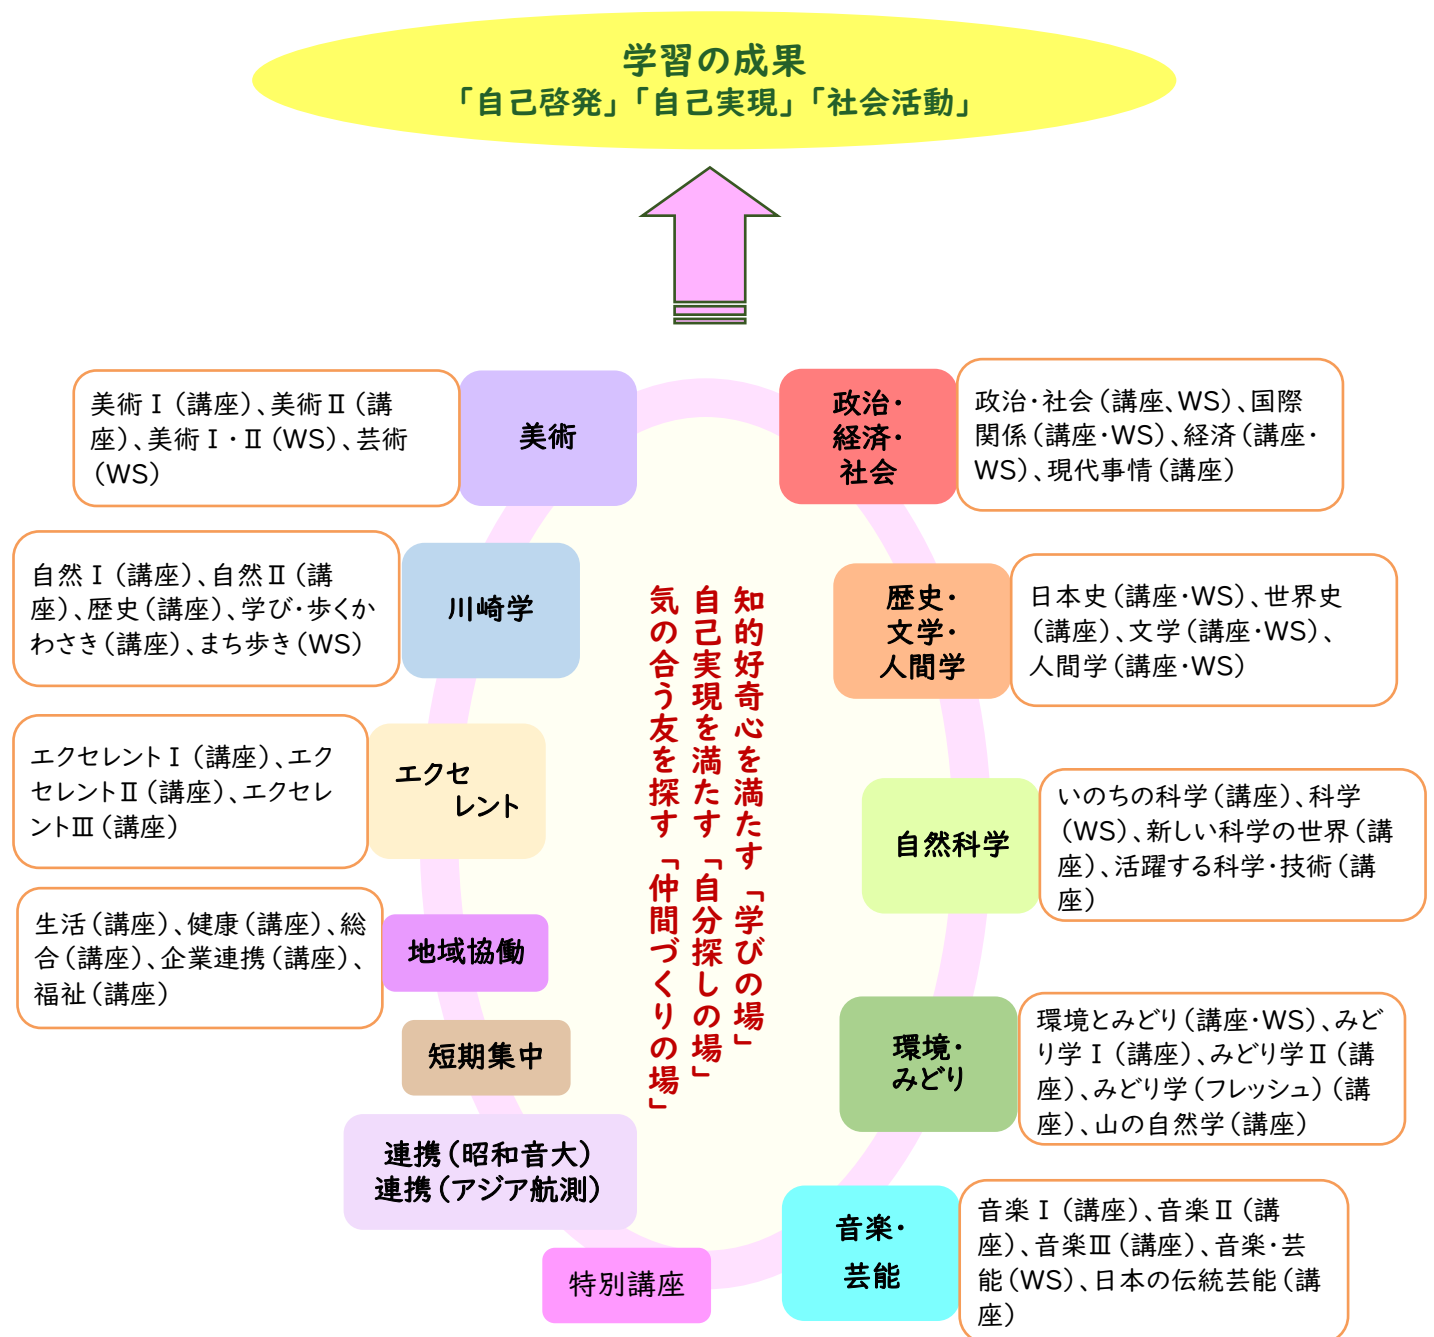 学習の成果
「自己啓発」「自己実現」「社会活動」
美術Ⅰ(講座)、美術Ⅱ(講
座)、美術Ⅰ・Ⅱ(WS)、芸術
(WS)
美術
政治・
経済・
社会
政治・社会(講座、WS)、国際
関係(講座・WS)、経済(講座・
WS)、現代事情(講座)
自然Ⅰ(講座)、自然Ⅱ(講
座)、歴史(講座)、学び・歩くか
わさき(講座)、まち歩き(WS)
川崎学
歴史・
文学・
人間学
日本史(講座・WS)、世界史
(講座)、文学(講座・WS)、
人間学(講座・WS)
知的好奇心を満たす「学びの場」
自己実現を満たす「自分探しの場」
気の合う友を探す「仲間づくりの場」
エクセレントⅠ(講座)、エク
セレントⅡ(講座)、エクセレ
ントⅢ(講座)
エクセ
レント
自然科学
いのちの科学(講座)、科学
(WS)、新しい科学の世界(講
座)、活躍する科学・技術(講
座)
生活(講座)、健康(講座)、総
合(講座)、企業連携(講座)、
福祉(講座)
地域協働
短期集中
環境・
みどり
環境とみどり(講座・WS)、みど
り学Ⅰ(講座)、みどり学Ⅱ(講
座)、みどり学(フレッシュ)(講
座)、山の自然学(講座)
連携(昭和音大)
連携(アジア航測)
特別講座
音楽・
芸能
音楽Ⅰ(講座)、音楽Ⅱ(講
座)、音楽Ⅲ(講座)、音楽・芸
能(WS)、日本の伝統芸能(講
座)